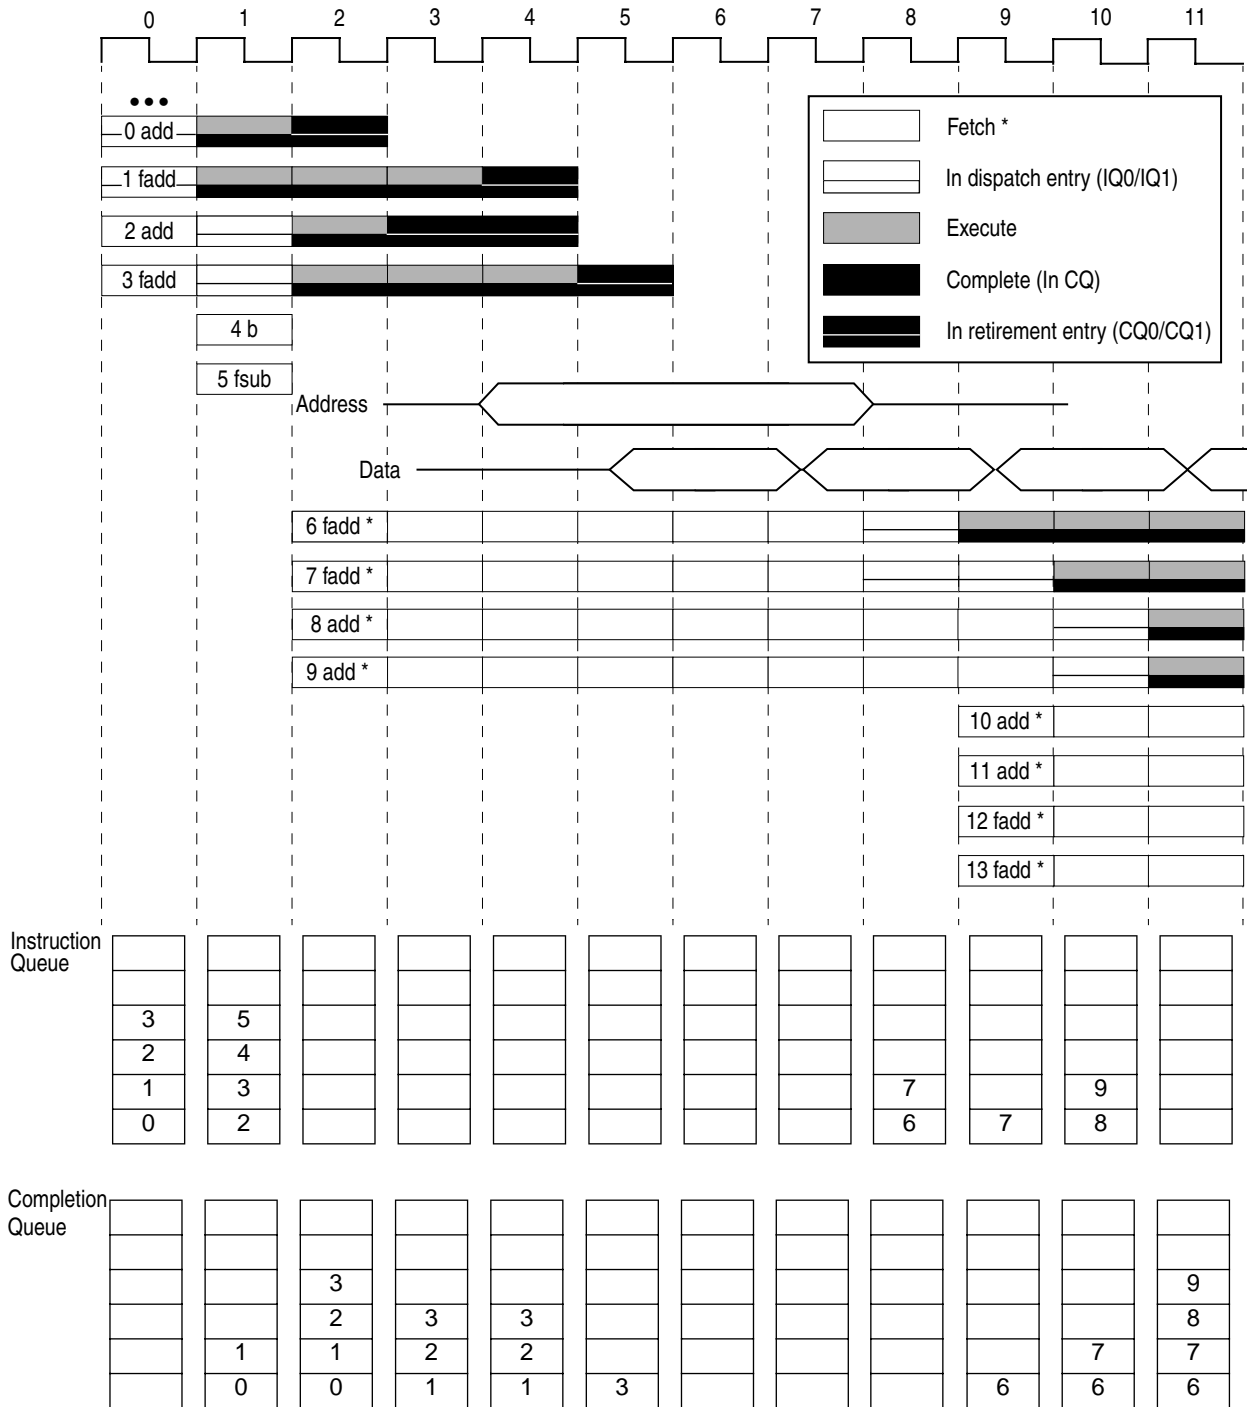 0 1 2 3 4 5 6 7 8 9 10 11
•••
0 add
1 fadd
2 add
3 fadd
4 b
5 fsub
Fetch *
In dispatch entry (IQ0/IQ1)
Execute
Complete (In CQ)
In retirement entry (CQ0/CQ1)
Address
Data
6 fadd *
7 fadd *
8 add *
9 add *
10 add *
11 add *
12 fadd *
13 fadd *
Instruction
Queue
3 5
2 4
1 3 7 9
0 2 6 7 8
Completion
Queue
3 9
2 3 3 8
1 1 2 2 7 7
0 0 1 1 3 6 6 6